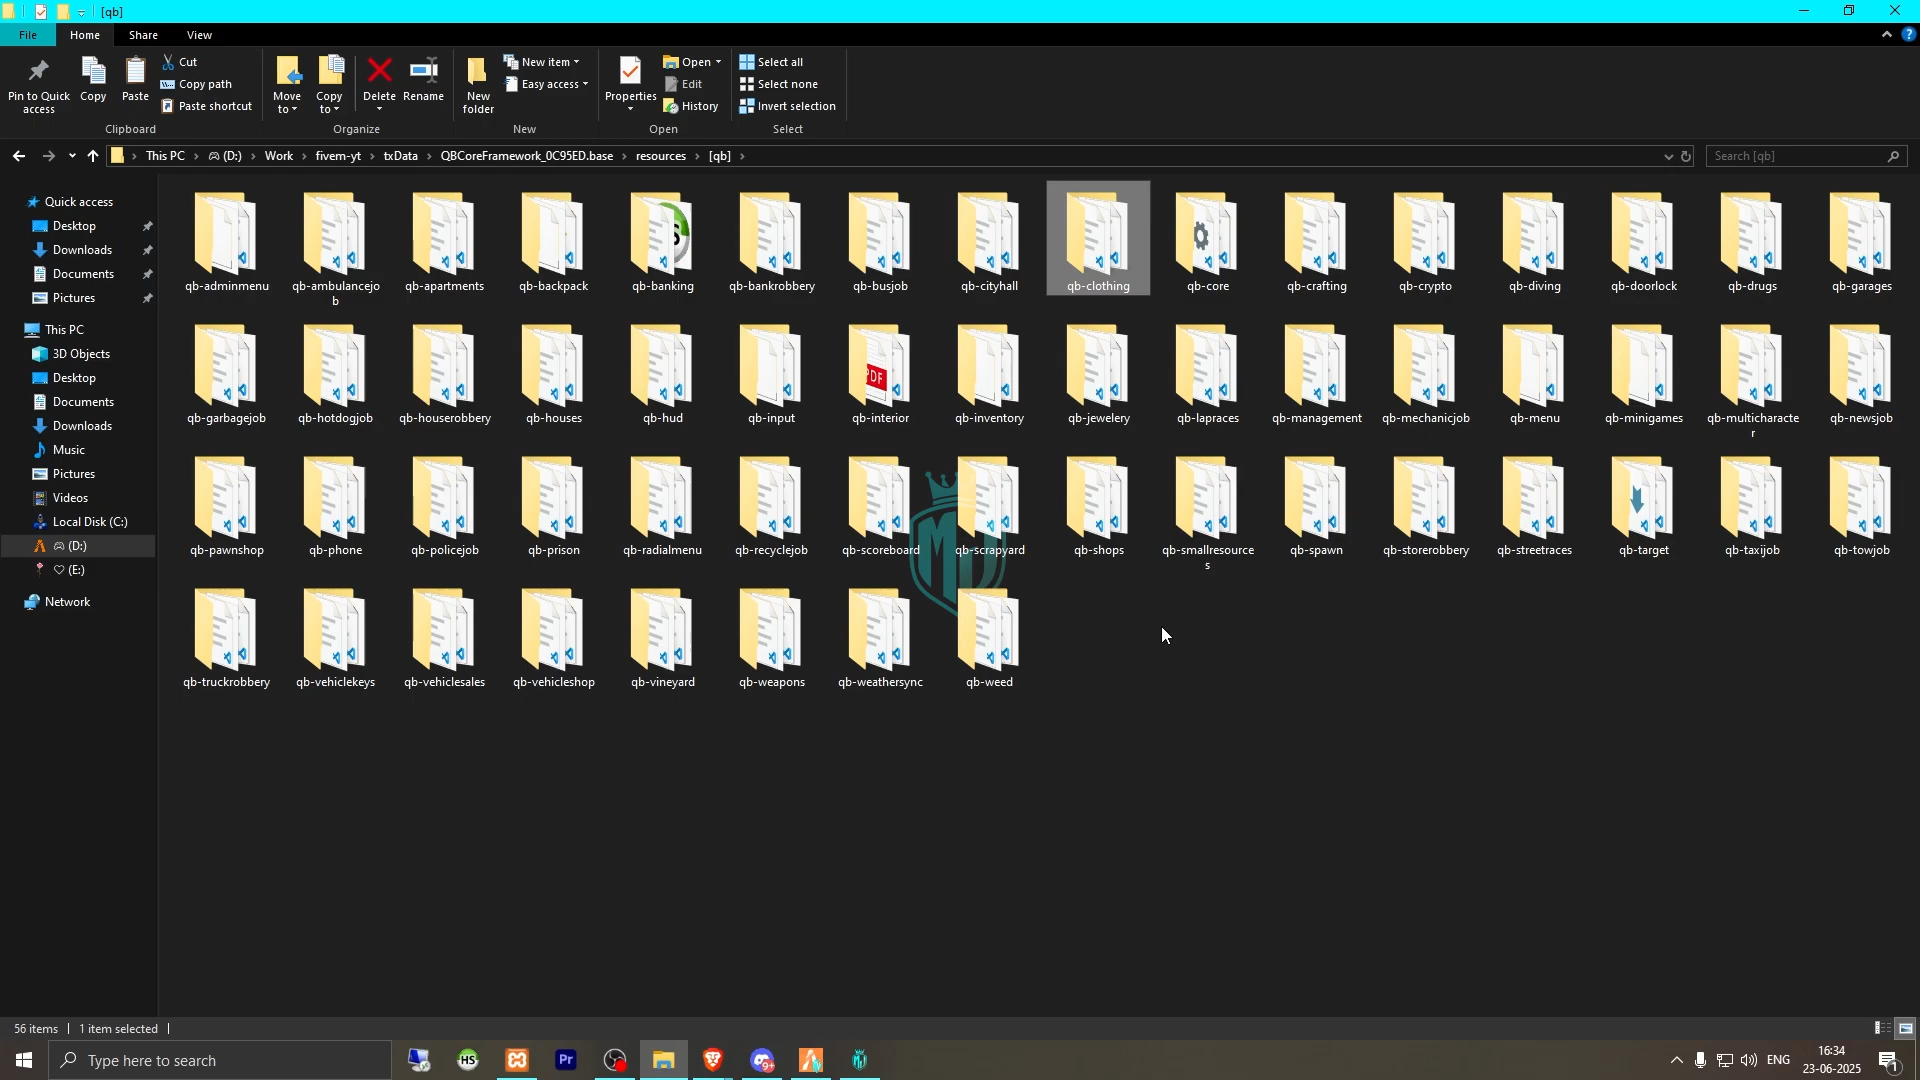 [qb]
File Home Share View
Pin to Quick access
Copy
Paste
Cut
Copy path
Paste shortcut
Clipboard
Move to
Copy to
Delete
Rename
Organize
New folder
New item
Easy access
New
Properties
Open
Edit
History
Open
Select all
Select none
Invert selection
Select
This PC > (D:) > Work > fivem-yt > txData > QBCoreFramework_0C95ED.base > resources > [qb] >
Search [qb]
Quick access
Desktop
Downloads
Documents
Pictures
This PC
3D Objects
Desktop
Documents
Downloads
Music
Pictures
Videos
Local Disk (C:)
(D:)
(E:)
Network
qb-adminmenu
qb-ambulancejo
b
qb-apartments
qb-backpack
qb-banking
qb-bankrobbery
qb-busjob
qb-cityhall
qb-clothing
qb-core
qb-crafting
qb-crypto
qb-diving
qb-doorlock
qb-drugs
qb-garages
qb-garbagejob
qb-hotdogjob
qb-houserobbery
qb-houses
qb-hud
qb-input
PDF
qb-interior
qb-inventory
qb-jewelery
qb-lapraces
qb-management
qb-mechanicjob
qb-menu
qb-minigames
qb-multicharacte
r
qb-newsjob
qb-pawnshop
qb-phone
qb-policejob
qb-prison
qb-radialmenu
qb-recyclejob
qb-scoreboard
qb-scrapyard
qb-shops
qb-smallresource
s
qb-spawn
qb-storerobbery
qb-streetraces
qb-target
qb-taxijob
qb-towjob
qb-truckrobbery
qb-vehiclekeys
qb-vehiclesales
qb-vehicleshop
qb-vineyard
qb-weapons
qb-weathersync
qb-weed
56 items
1 item selected
Type here to search
HS
Pr
9+
ENG
16:34
23-06-2025
1